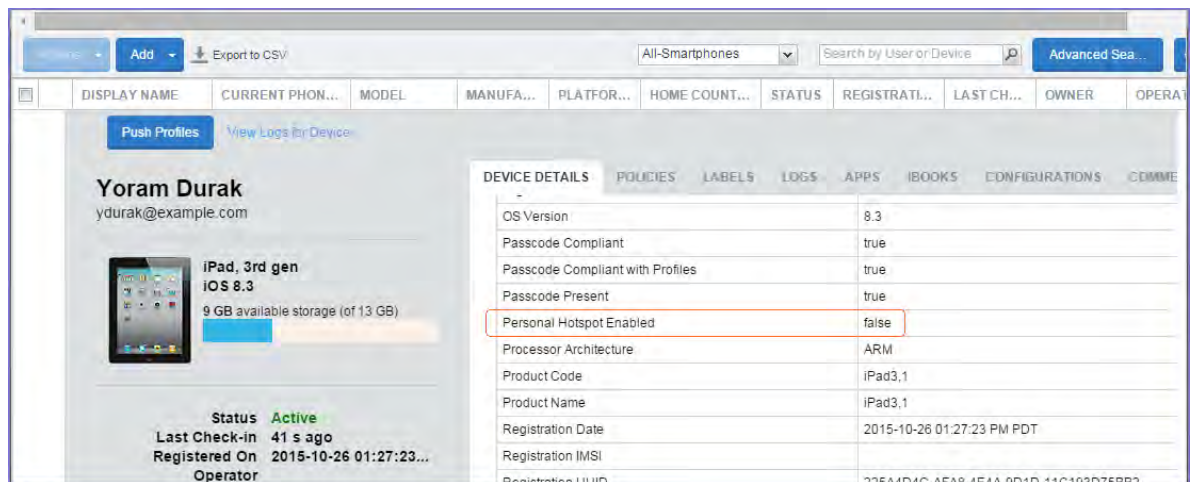 Add Export to CSV All-Smartphones Search by User or Device Advanced Sea...
DISPLAY NAME CURRENT PHON... MODEL MANUFA... PLATFOR... HOME COUNT... STATUS REGISTRATI... LAST CH... OWNER OPERAT
Push Profiles View Logs for Device
Yoram Durak
ydurak@example.com
iPad, 3rd gen
iOS 8.3
9 GB available storage (of 13 GB)
Status Active
Last Check-in 41 s ago
Registered On 2015-10-26 01:27:23...
Operator
DEVICE DETAILS POLICIES LABELS LOGS APPS IBOOKS CONFIGURATIONS COMME
OS Version 8.3
Passcode Compliant true
Passcode Compliant with Profiles true
Passcode Present true
Personal Hotspot Enabled false
Processor Architecture ARM
Product Code iPad3,1
Product Name iPad3,1
Registration Date 2015-10-26 01:27:23 PM PDT
Registration IMSI
Registration UUID